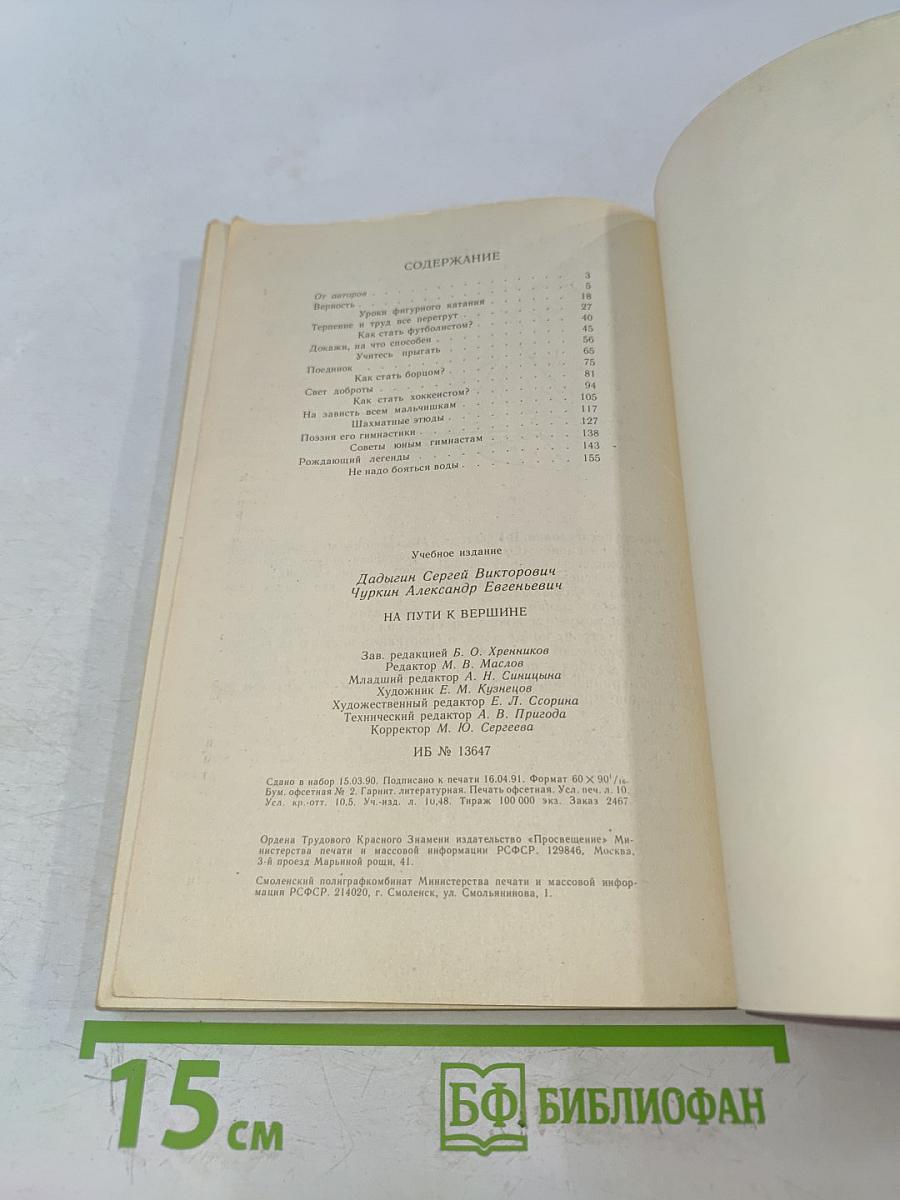 СОДЕРЖАНИЕ
От авторов . . . . . . . . . . 3
Верность . . . . . . . . . . 5
Уроки фигурного катания . . . . . 18
Терпение и труд все перетрут . . . . . 27
Как стать футболистом? . . . . . 40
Докажи, на что способен . . . . . 45
Учитесь прыгать . . . . . 56
Поединок . . . . . . . . . . 65
Как стать борцом? . . . . . 75
Свет доброты . . . . . . . . . . 81
Как стать хоккеистом? . . . . . 94
На зависть всем мальчишкам . . . . . 105
Шахматные этюды . . . . . 117
Поэзия его гимнастики . . . . . 127
Советы юным гимнастам . . . . . 138
Рождающий легенды . . . . . 143
Не надо бояться воды . . . . . 155
Учебное издание
Дадыгин Сергей Викторович
Чуркин Александр Евгеньевич
НА ПУТИ К ВЕРШИНЕ
Зав. редакцией Б. О. Хренников
Редактор М. В. Маслов
Младший редактор А. Н. Синицына
Художник Е. М. Кузнецов
Художественный редактор Е. Л. Ссорина
Технический редактор А. В. Пригода
Корректор М. Ю. Сергеева
ИБ № 13647
Сдано в набор 15.03.90. Подписано к печати 16.04.91. Формат 60×90¹/₁₆.
Бум. офсетная № 2. Гарнит. литературная. Печать офсетная. Усл. печ. л. 10.
Усл. кр.-отт. 10,5. Уч.-изд. л. 10,48. Тираж 100 000 экз. Заказ 2467
Ордена Трудового Красного Знамени издательство «Просвещение» Ми-
нистерства печати и массовой информации РСФСР. 129846, Москва,
3-й проезд Марьиной рощи, 41.
Смоленский полиграфкомбинат Министерства печати и массовой инфор-
мации РСФСР. 214020, г. Смоленск, ул. Смольянинова, 1.
15 см
БФ БИБЛИОФАН